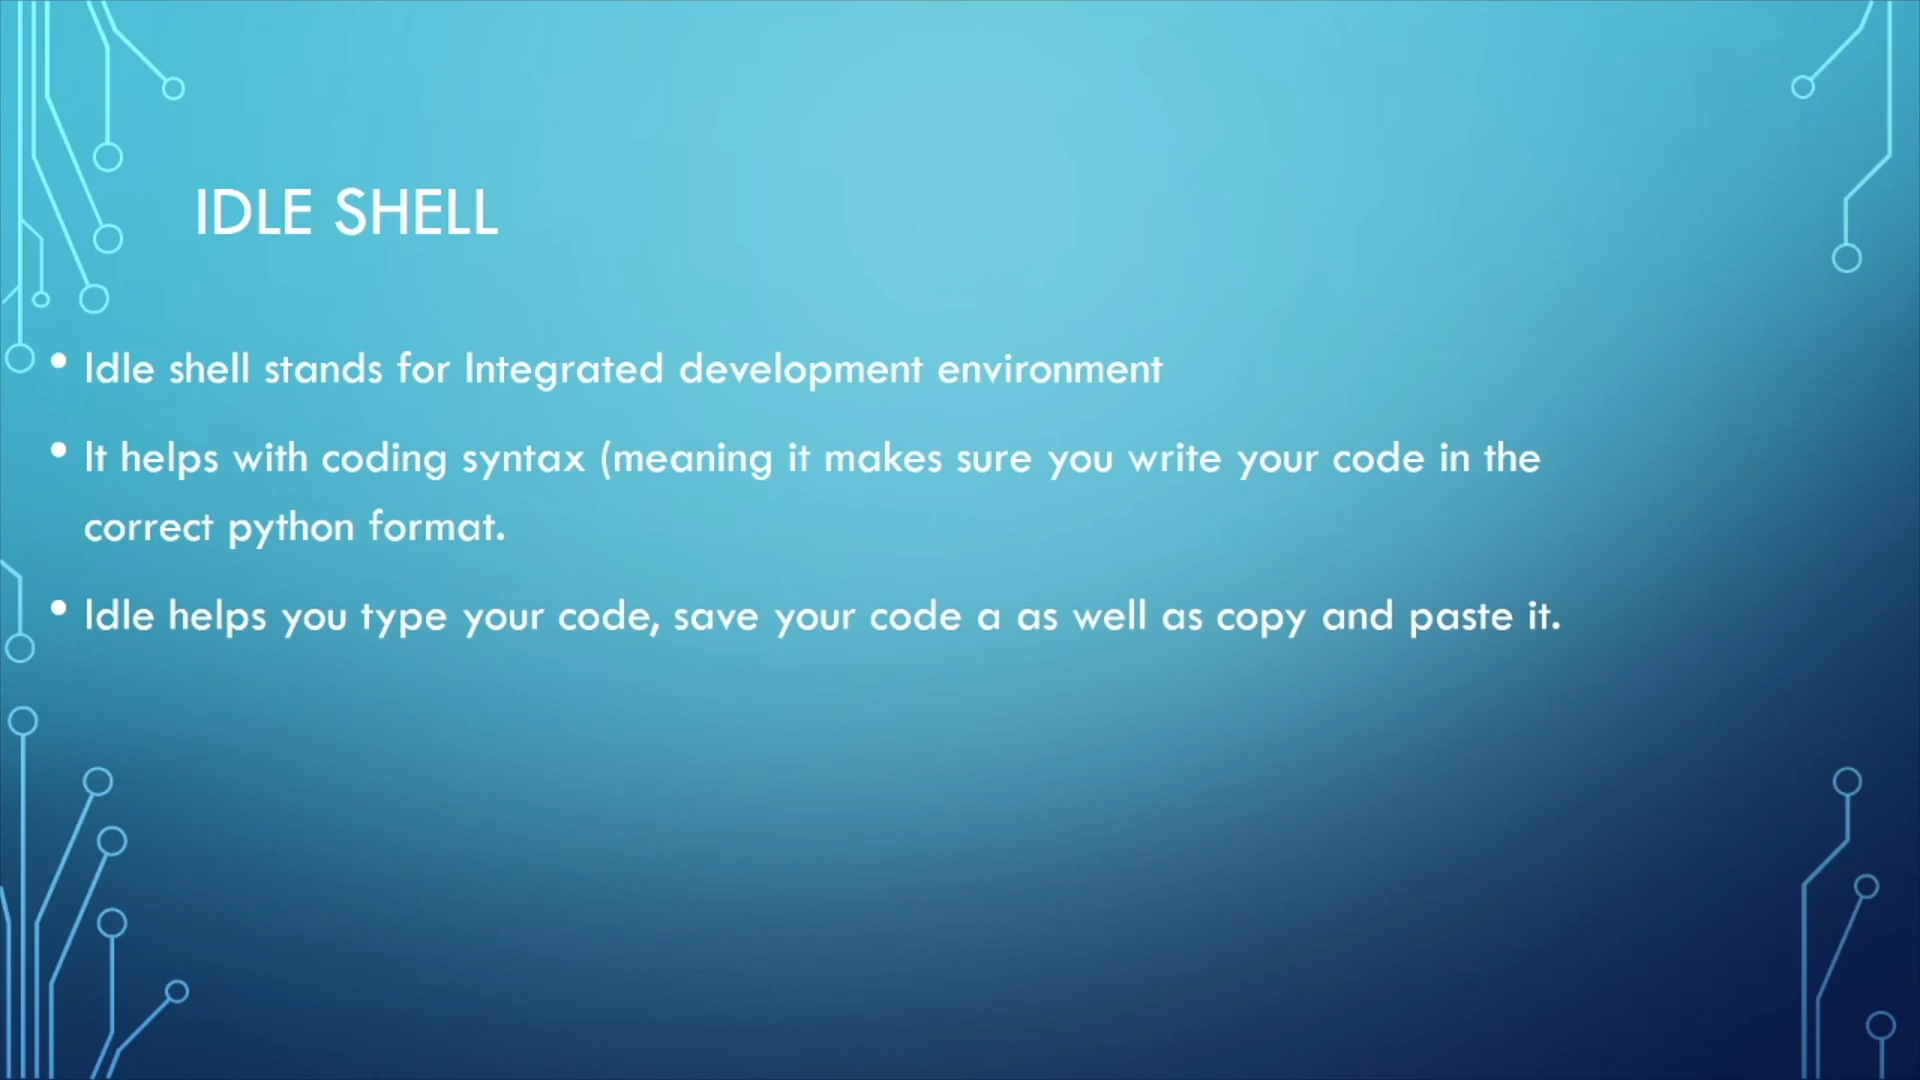 IDLE SHELL
• Idle shell stands for Integrated development environment
• It helps with coding syntax (meaning it makes sure you write your code in the
correct python format.
• Idle helps you type your code, save your code a as well as copy and paste it.